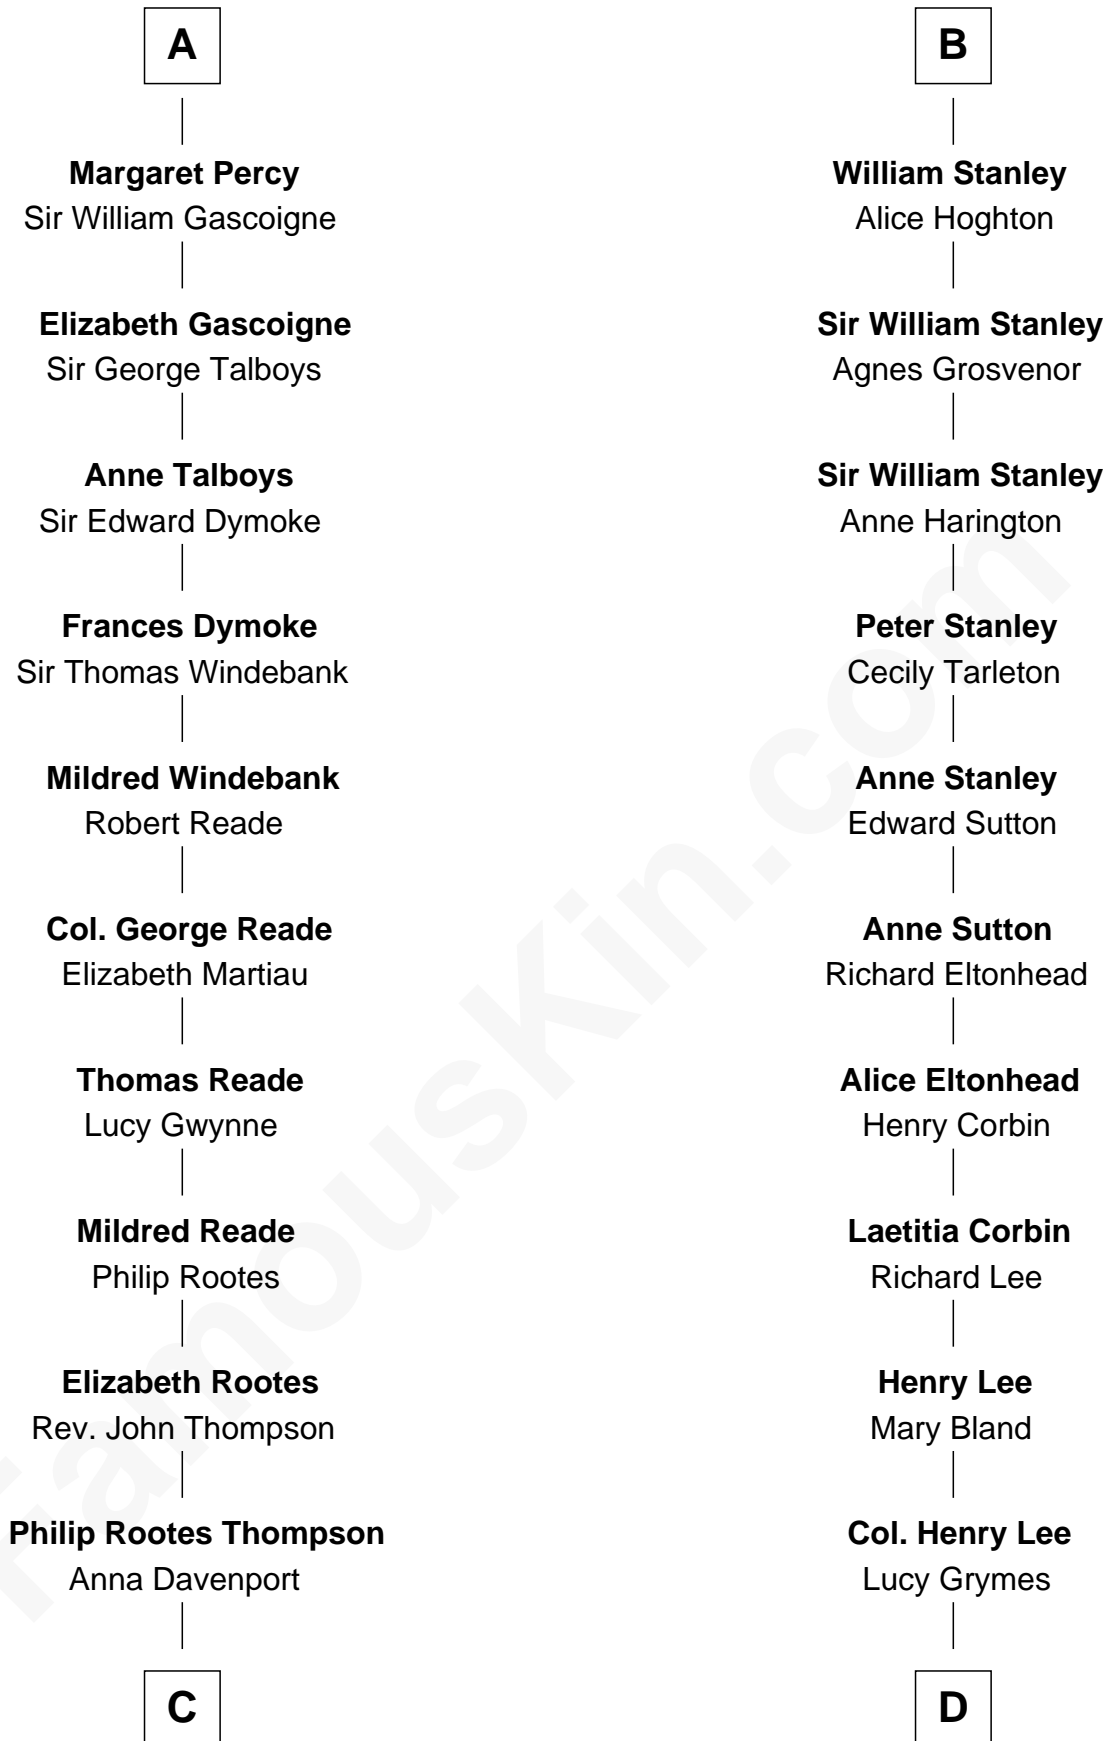 A
Margaret Percy
Sir William Gascoigne
Elizabeth Gascoigne
Sir George Talboys
Anne Talboys
Sir Edward Dymoke
Frances Dymoke
Sir Thomas Windebank
Mildred Windebank
Robert Reade
Col. George Reade
Elizabeth Martiau
Thomas Reade
Lucy Gwynne
Mildred Reade
Philip Rootes
Elizabeth Rootes
Rev. John Thompson
Philip Rootes Thompson
Anna Davenport
C
B
William Stanley
Alice Hoghton
Sir William Stanley
Agnes Grosvenor
Sir William Stanley
Anne Harington
Peter Stanley
Cecily Tarleton
Anne Stanley
Edward Sutton
Anne Sutton
Richard Eltonhead
Alice Eltonhead
Henry Corbin
Laetitia Corbin
Richard Lee
Henry Lee
Mary Bland
Col. Henry Lee
Lucy Grymes
D
FamousKin.com